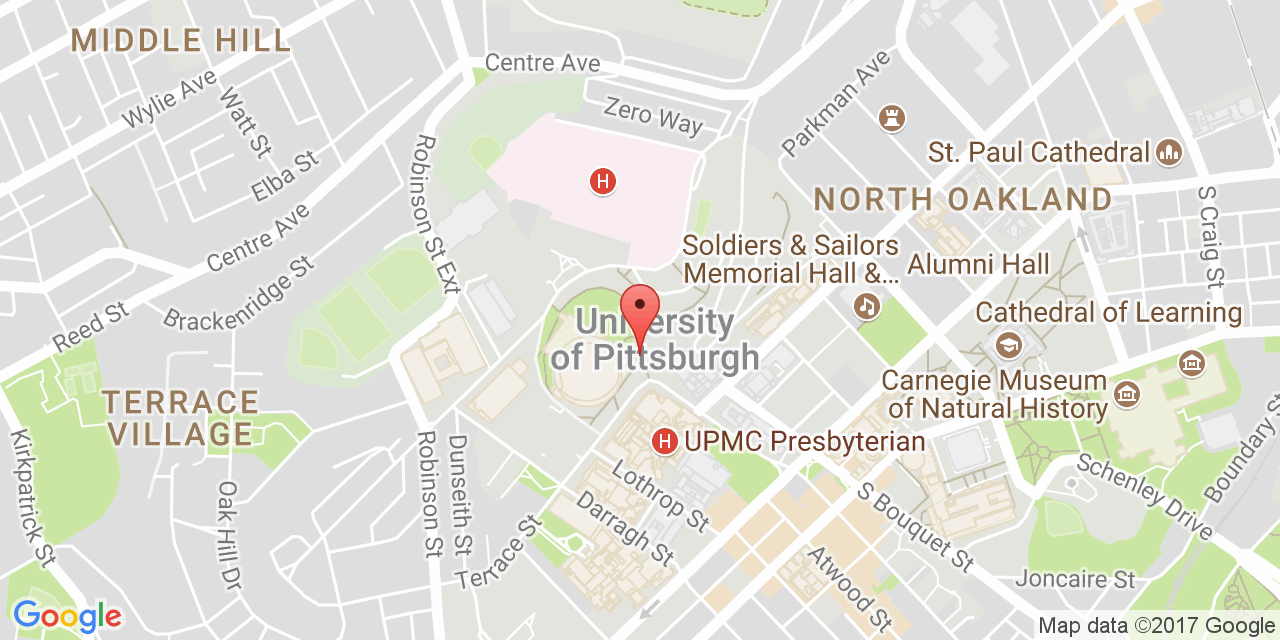 MIDDLE HILL
Centre Ave
Wylie Ave
Watt St
Zero Way
Parkman Ave
Elba St
Robinson St Ext
H
St. Paul Cathedral
NORTH OAKLAND
S Craig St
Centre Ave
Soldiers & Sailors
Memorial Hall &...
Alumni Hall
Brackenridge St
Reed St
University
of Pittsburgh
Cathedral of Learning
Carnegie Museum
of Natural History
TERRACE
VILLAGE
H
UPMC Presbyterian
Boundary St
Kirkpatrick St
Robinson St
Dunseith St
Oak Hill Dr
Lothrop St
Darragh St
Terrace St
S Bouquet St
Schenley Drive
Atwood St
Joncaire St
Google
Map data ©2017 Google